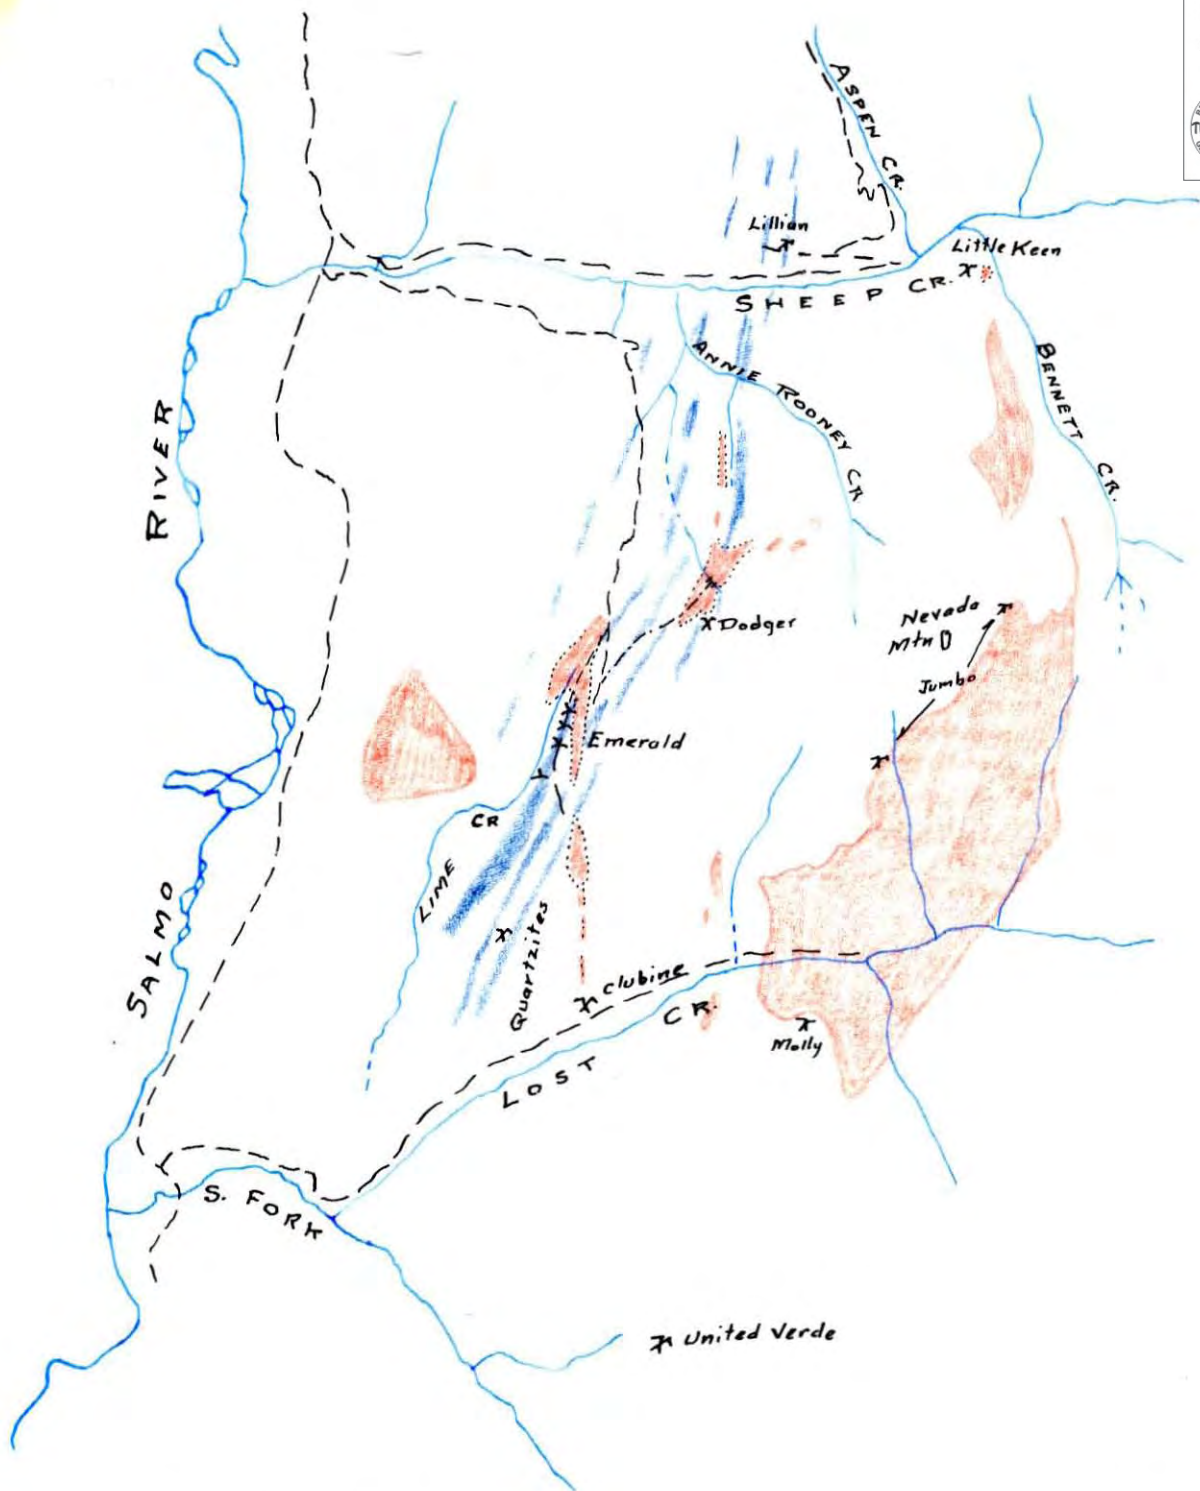 ASPEN CR.
Lillian
Little Keen
SHEEP CR.
ANNIE ROONEY CR
BENNETT CR.
SALMO RIVER
Nevada
Mtn
Dodger
Jumbo
Emerald
LIME CR
Quartzites
Clubine
LOST CR.
Molly
S. FORK
United Verde